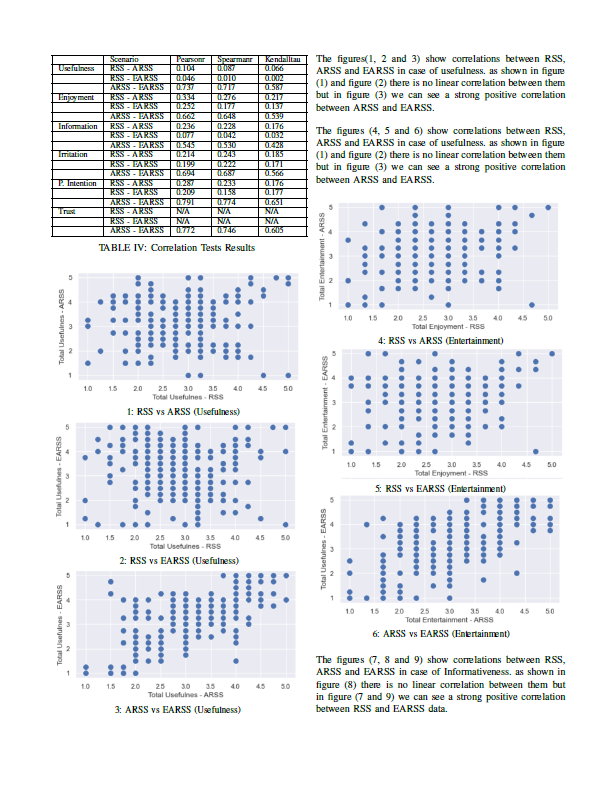 Scenario Pearsonr Spearmanr Kendalltau
Usefulness RSS - ARSS 0.104 0.087 0.066
RSS - EARSS 0.046 0.010 0.002
ARSS - EARSS 0.737 0.717 0.587
Enjoyment RSS - ARSS 0.334 0.276 0.217
RSS - EARSS 0.252 0.177 0.137
ARSS - EARSS 0.662 0.648 0.539
Information RSS - ARSS 0.236 0.228 0.176
RSS - EARSS 0.077 0.042 0.032
ARSS - EARSS 0.545 0.530 0.428
Irritation RSS - ARSS 0.214 0.243 0.185
RSS - EARSS 0.199 0.222 0.171
ARSS - EARSS 0.694 0.687 0.566
P. Intention RSS - ARSS 0.287 0.233 0.176
RSS - EARSS 0.209 0.158 0.177
ARSS - EARSS 0.791 0.774 0.651
Trust RSS - ARSS N/A N/A N/A
RSS - EARSS N/A N/A N/A
ARSS - EARSS 0.772 0.746 0.605
TABLE IV: Correlation Tests Results
Total Usefulnes - ARSS
5
4
3
2
1
1.0 1.5 2.0 2.5 3.0 3.5 4.0 4.5 5.0
Total Usefulnes - RSS
1: RSS vs ARSS (Usefulness)
Total Usefulnes - EARSS
5
4
3
2
1
1.0 1.5 2.0 2.5 3.0 3.5 4.0 4.5 5.0
Total Usefulnes - RSS
2: RSS vs EARSS (Usefulness)
Total Usefulnes - EARSS
5
4
3
2
1
1.0 1.5 2.0 2.5 3.0 3.5 4.0 4.5 5.0
Total Usefulnes - ARSS
3: ARSS vs EARSS (Usefulness)
The figures(1, 2 and 3) show correlations between RSS,
ARSS and EARSS in case of usefulness. as shown in figure
(1) and figure (2) there is no linear correlation between them
but in figure (3) we can see a strong positive correlation
between ARSS and EARSS.
The figures (4, 5 and 6) show correlations between RSS,
ARSS and EARSS in case of usefulness. as shown in figure
(1) and figure (2) there is no linear correlation between them
but in figure (3) we can see a strong positive correlation
between ARSS and EARSS.
Total Entertainment - ARSS
5
4
3
2
1
1.0 1.5 2.0 2.5 3.0 3.5 4.0 4.5 5.0
Total Enjoyment - RSS
4: RSS vs ARSS (Entertainment)
Total Entertainment - EARSS
5
4
3
2
1
1.0 1.5 2.0 2.5 3.0 3.5 4.0 4.5 5.0
Total Enjoyment - RSS
5: RSS vs EARSS (Entertainment)
Total Usefulnes - EARSS
5
4
3
2
1
1.0 1.5 2.0 2.5 3.0 3.5 4.0 4.5 5.0
Total Entertainment - ARSS
6: ARSS vs EARSS (Entertainment)
The figures (7, 8 and 9) show correlations between RSS,
ARSS and EARSS in case of Informativeness. as shown in
figure (8) there is no linear correlation between them but
in figure (7 and 9) we can see a strong positive correlation
between RSS and EARSS data.